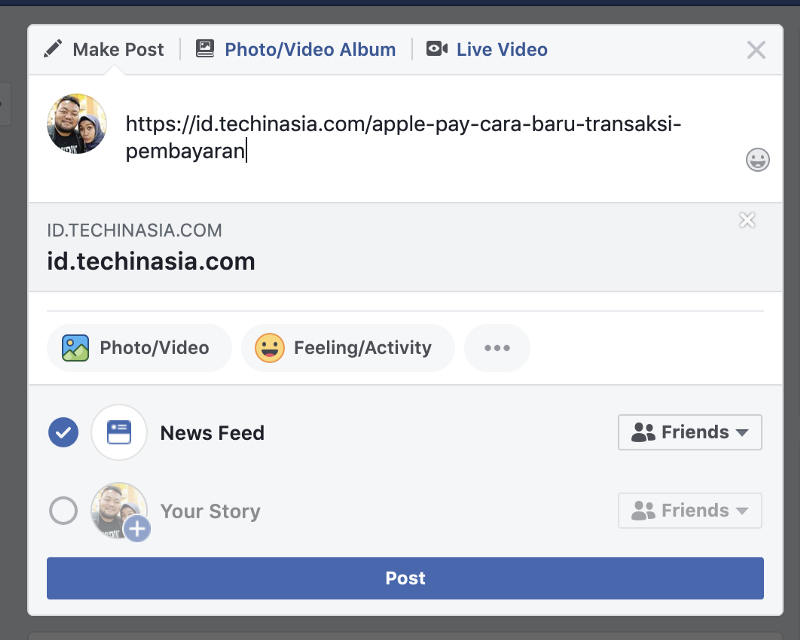 Make Post
Photo/Video Album
Live Video
https://id.techinasia.com/apple-pay-cara-baru-transaksi-
pembayaran
ID.TECHINASIA.COM
id.techinasia.com
Photo/Video
Feeling/Activity
News Feed
Friends
Your Story
Friends
Post